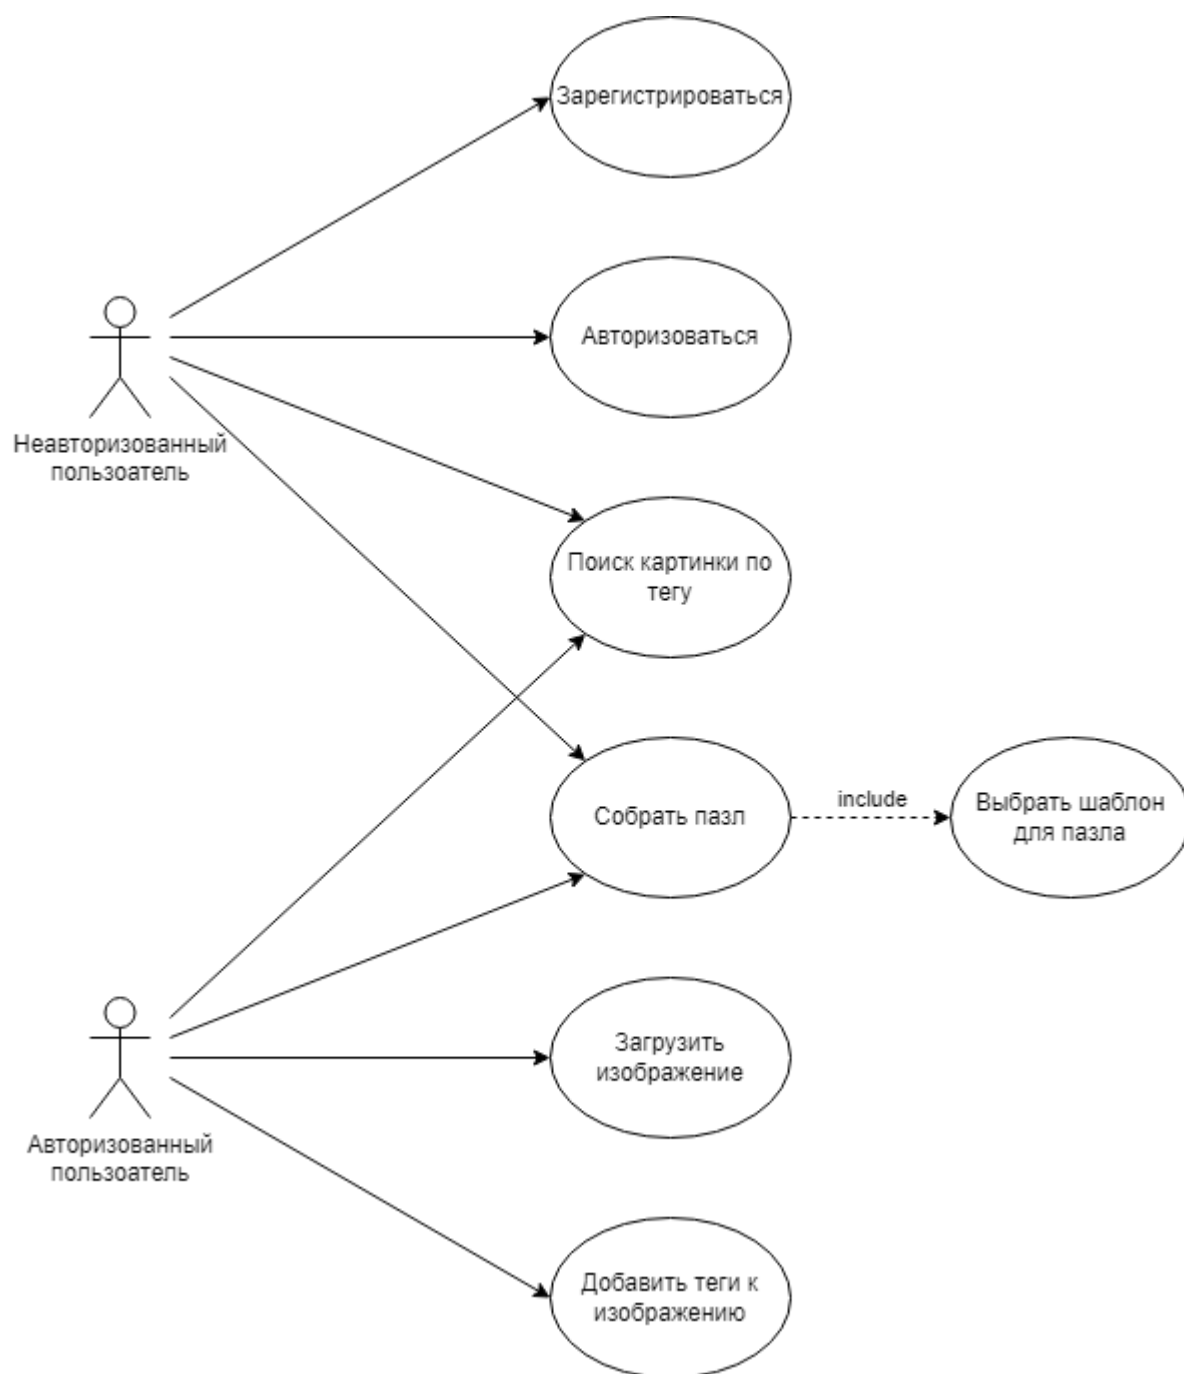 Зарегистрироваться
Авторизоваться
Неавторизованный
пользоатель
Поиск картинки по
тегу
Собрать пазл
include
Выбрать шаблон
для пазла
Загрузить
изображение
Авторизованный
пользоатель
Добавить теги к
изображению